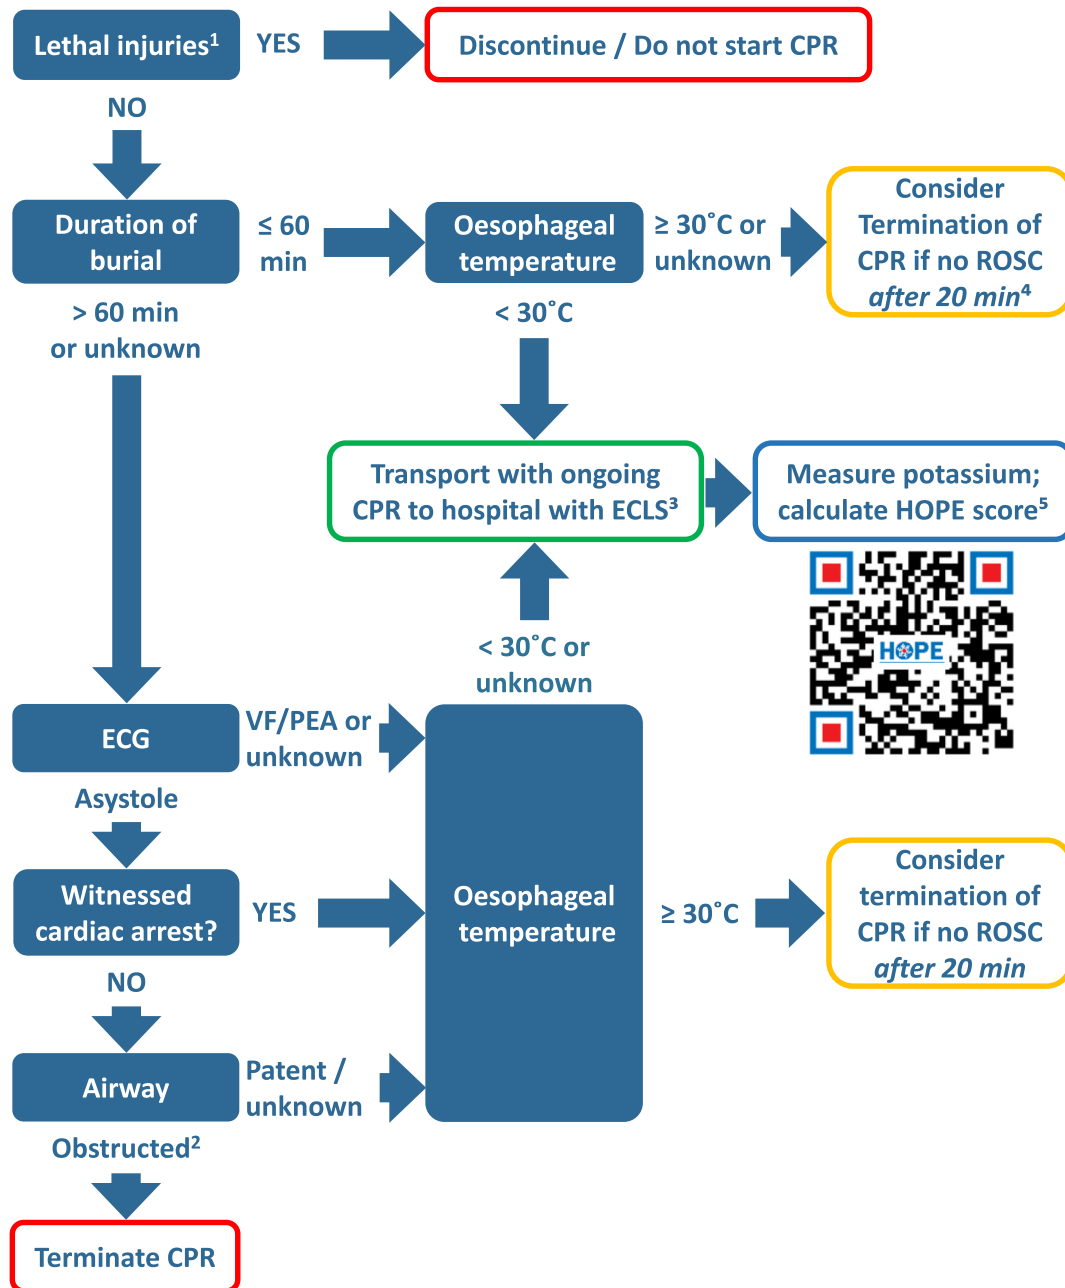 Lethal injuries¹
YES
Discontinue / Do not start CPR
NO
Duration of
burial
≤ 60
min
Oesophageal
temperature
≥ 30˚C or
unknown
Consider
Termination of
CPR if no ROSC
after 20 min⁴
> 60 min
or unknown
< 30˚C
Transport with ongoing
CPR to hospital with ECLS³
Measure potassium;
calculate HOPE score⁵
HOPE
< 30˚C or
unknown
ECG
VF/PEA or
unknown
Asystole
Witnessed
cardiac arrest?
YES
Oesophageal
temperature
≥ 30˚C
Consider
termination of
CPR if no ROSC
after 20 min
NO
Airway
Patent /
unknown
Obstructed²
Terminate CPR